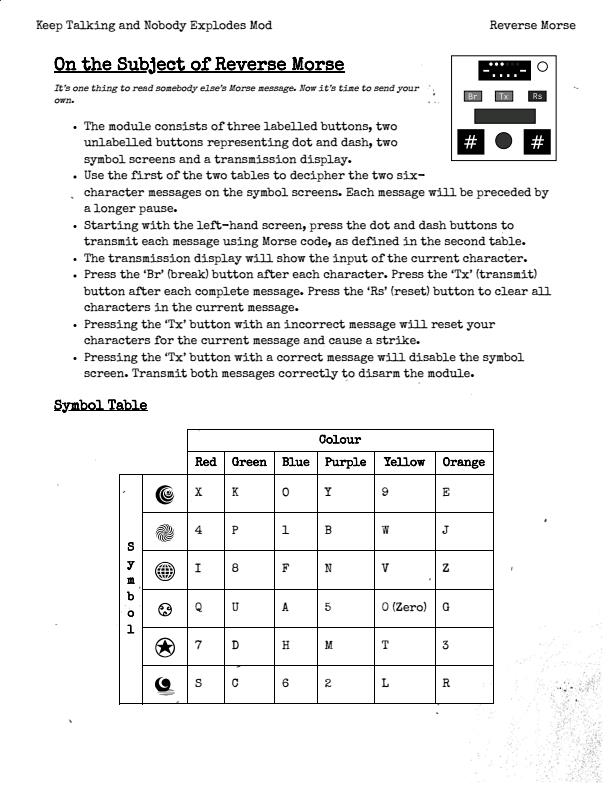 Keep Talking and Nobody Explodes Mod
Reverse Morse
On the Subject of Reverse Morse
It's one thing to read somebody else's Morse message. Now it's time to send your
own.
Br Tx Rs
# #
• The module consists of three labelled buttons, two
unlabelled buttons representing dot and dash, two
symbol screens and a transmission display.
• Use the first of the two tables to decipher the two six-
character messages on the symbol screens. Each message will be preceded by
a longer pause.
• Starting with the left-hand screen, press the dot and dash buttons to
transmit each message using Morse code, as defined in the second table.
• The transmission display will show the input of the current character.
• Press the ‘Br’ (break) button after each character. Press the ‘Tx’ (transmit)
button after each complete message. Press the ‘Rs’ (reset) button to clear all
characters in the current message.
• Pressing the ‘Tx’ button with an incorrect message will reset your
characters for the current message and cause a strike.
• Pressing the ‘Tx’ button with a correct message will disable the symbol
screen. Transmit both messages correctly to disarm the module.
Symbol Table
Colour
Red Green Blue Purple Yellow Orange
Symbol
X K O Y 9 E
4 P 1 B W J
I 8 F N V Z
Q U A 5 0 (Zero) G
7 D H M T 3
S C 6 2 L R